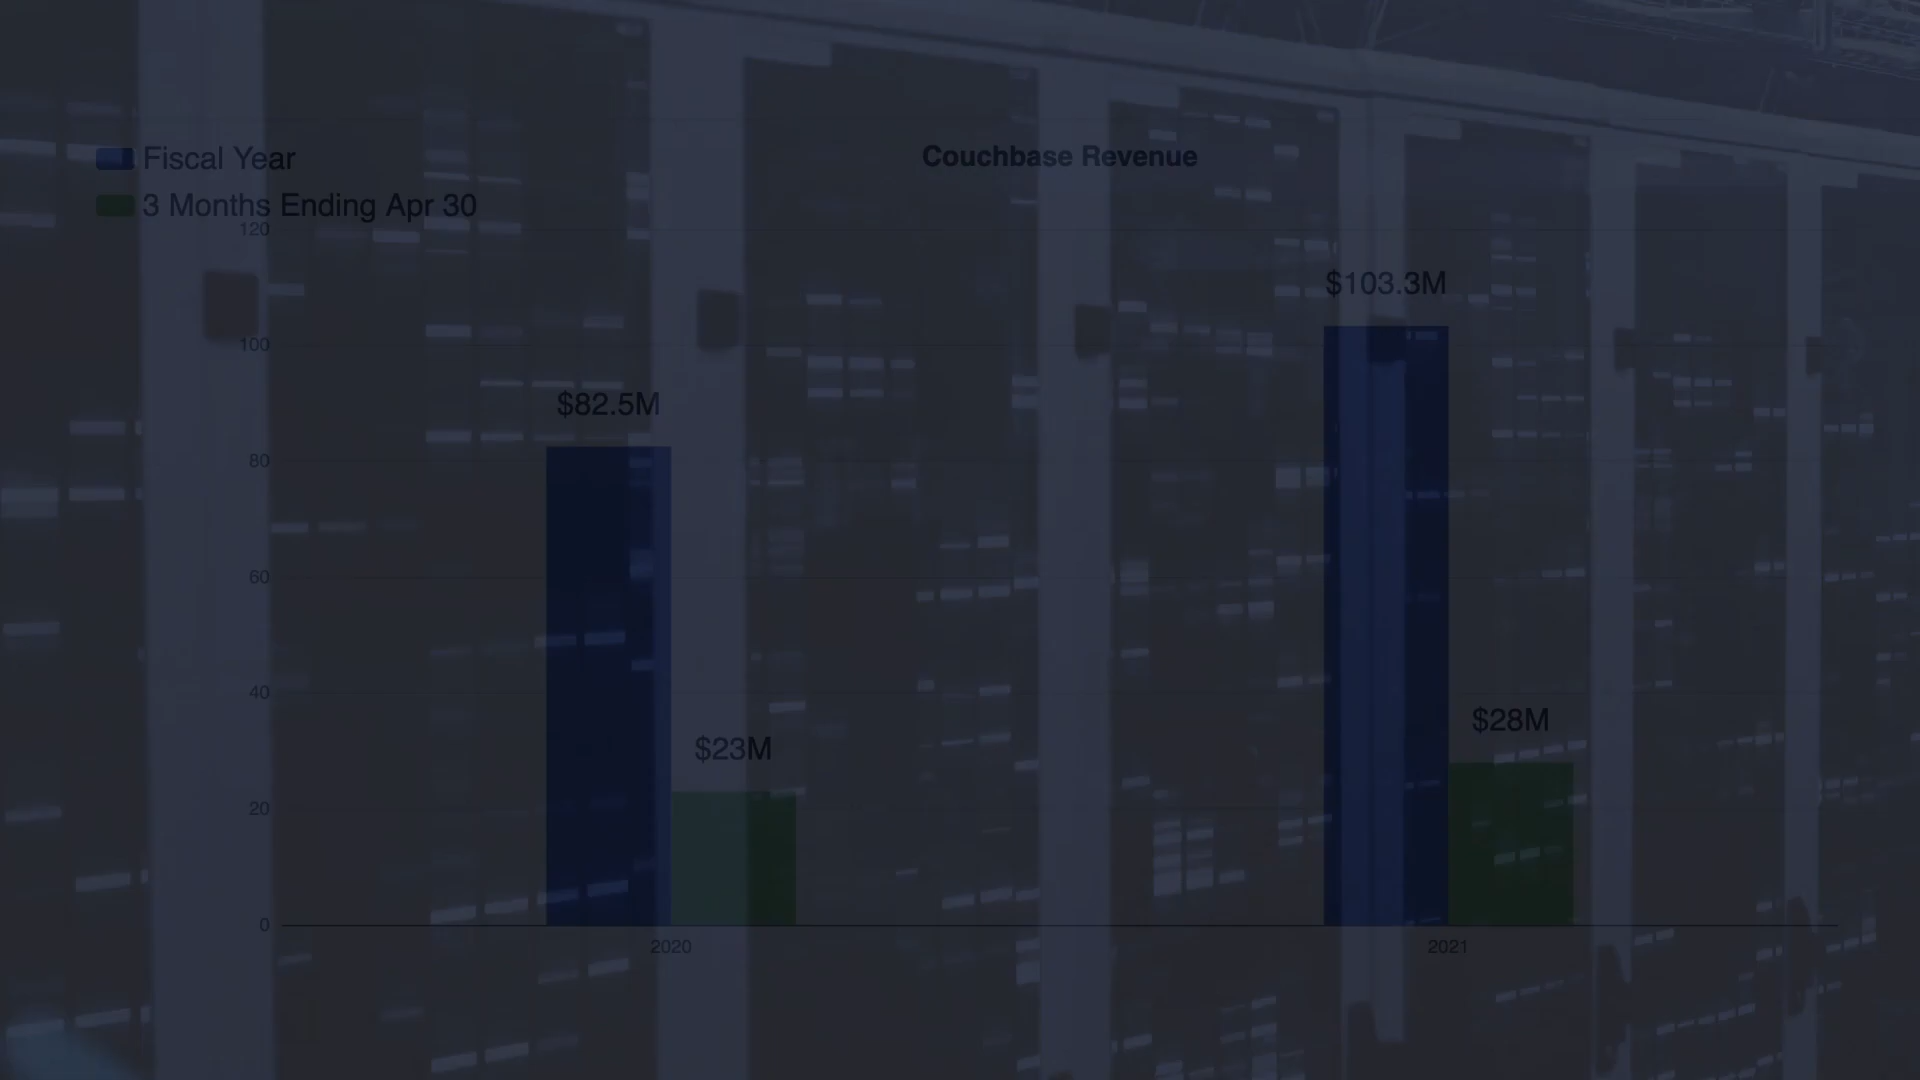 Couchbase Revenue
Fiscal Year
3 Months Ending Apr 30
120
100
80
60
40
20
0
$82.5M
$23M
$103.3M
$28M
2020
2021